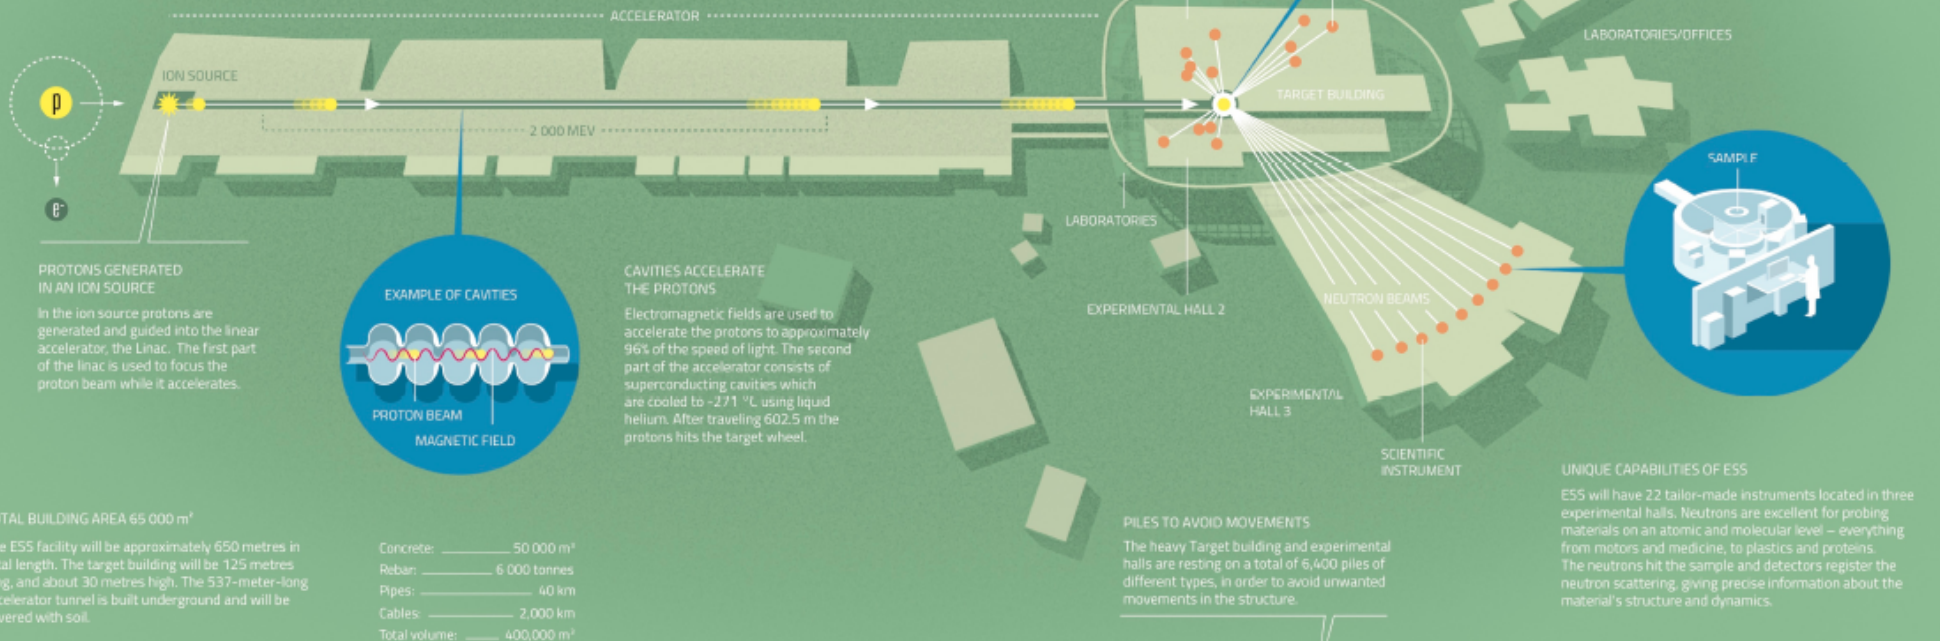 ACCELERATOR
LABORATORIES/OFFICES
ION SOURCE
p
TARGET BUILDING
2 000 MEV
SAMPLE
e-
LABORATORIES
PROTONS GENERATED
IN AN ION SOURCE
In the ion source protons are
generated and guided into the linear
accelerator, the Linac. The first part
of the linac is used to focus the
proton beam while it accelerates.
EXAMPLE OF CAVITIES
PROTON BEAM
MAGNETIC FIELD
CAVITIES ACCELERATE
THE PROTONS
Electromagnetic fields are used to
accelerate the protons to approximately
96% of the speed of light. The second
part of the accelerator consists of
superconducting cavities which
are cooled to -271 °C using liquid
helium. After traveling 602.5 m the
protons hits the target wheel.
EXPERIMENTAL HALL 2
NEUTRON BEAMS
EXPERIMENTAL
HALL 3
SCIENTIFIC
INSTRUMENT
UNIQUE CAPABILITIES OF ESS
ESS will have 22 tailor-made instruments located in three
experimental halls. Neutrons are excellent for probing
materials on an atomic and molecular level – everything
from motors and medicine, to plastics and proteins.
The neutrons hit the sample and detectors register the
neutron scattering, giving precise information about the
material's structure and dynamics.
TAL BUILDING AREA 65 000 m²
e ESS facility will be approximately 650 metres in
al length. The target building will be 125 metres
g, and about 30 metres high. The 537-meter-long
celerator tunnel is built underground and will be
vered with soil.
Concrete: 50 000 m³
Rebar: 6 000 tonnes
Pipes: 40 km
Cables: 2,000 km
Total volume: 400,000 m³
PILES TO AVOID MOVEMENTS
The heavy Target building and experimental
halls are resting on a total of 6,400 piles of
different types, in order to avoid unwanted
movements in the structure.